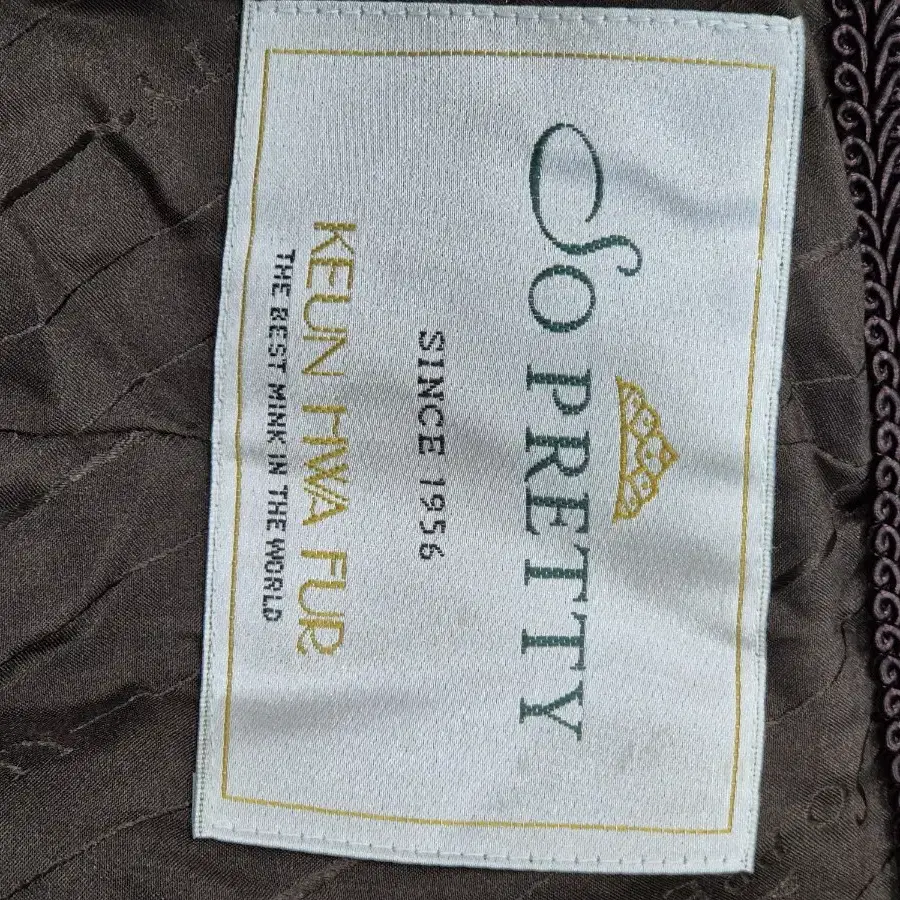 SO PRETTY
SINCE 1956
KEUN HWA FUR
THE BEST MINK IN THE WORLD